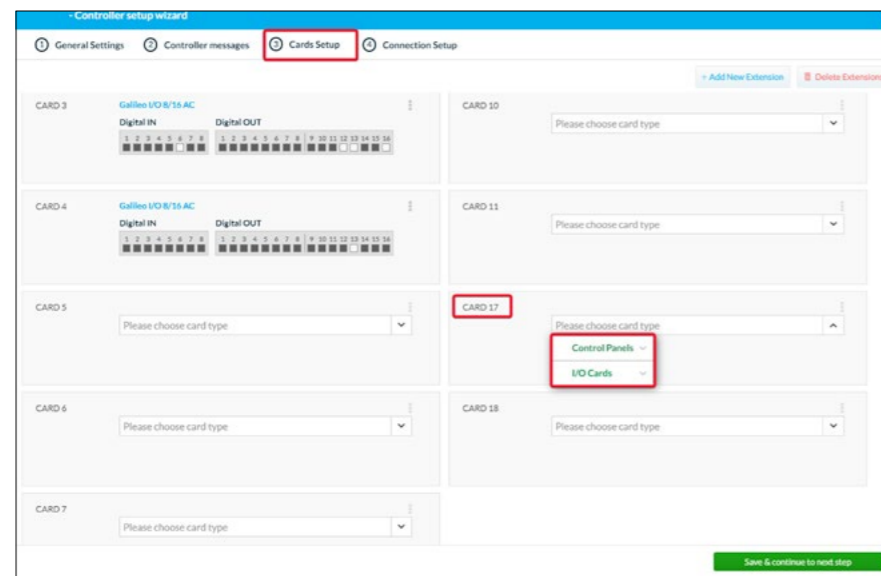 - Controller setup wizard
1 General Settings 2 Controller messages 3 Cards Setup 4 Connection Setup
+ Add New Extension Delete Extensions
CARD 3
Galileo I/O 8/16 AC
Digital IN Digital OUT
1 2 3 4 5 6 7 8 1 2 3 4 5 6 7 8 9 10 11 12 13 14 15 16
CARD 10
Please choose card type
CARD 4
Galileo I/O 8/16 AC
Digital IN Digital OUT
1 2 3 4 5 6 7 8 1 2 3 4 5 6 7 8 9 10 11 12 13 14 15 16
CARD 11
Please choose card type
CARD 5
Please choose card type
CARD 17
Please choose card type
Control Panels
I/O Cards
CARD 6
Please choose card type
CARD 18
Please choose card type
CARD 7
Please choose card type
Save & continue to next step